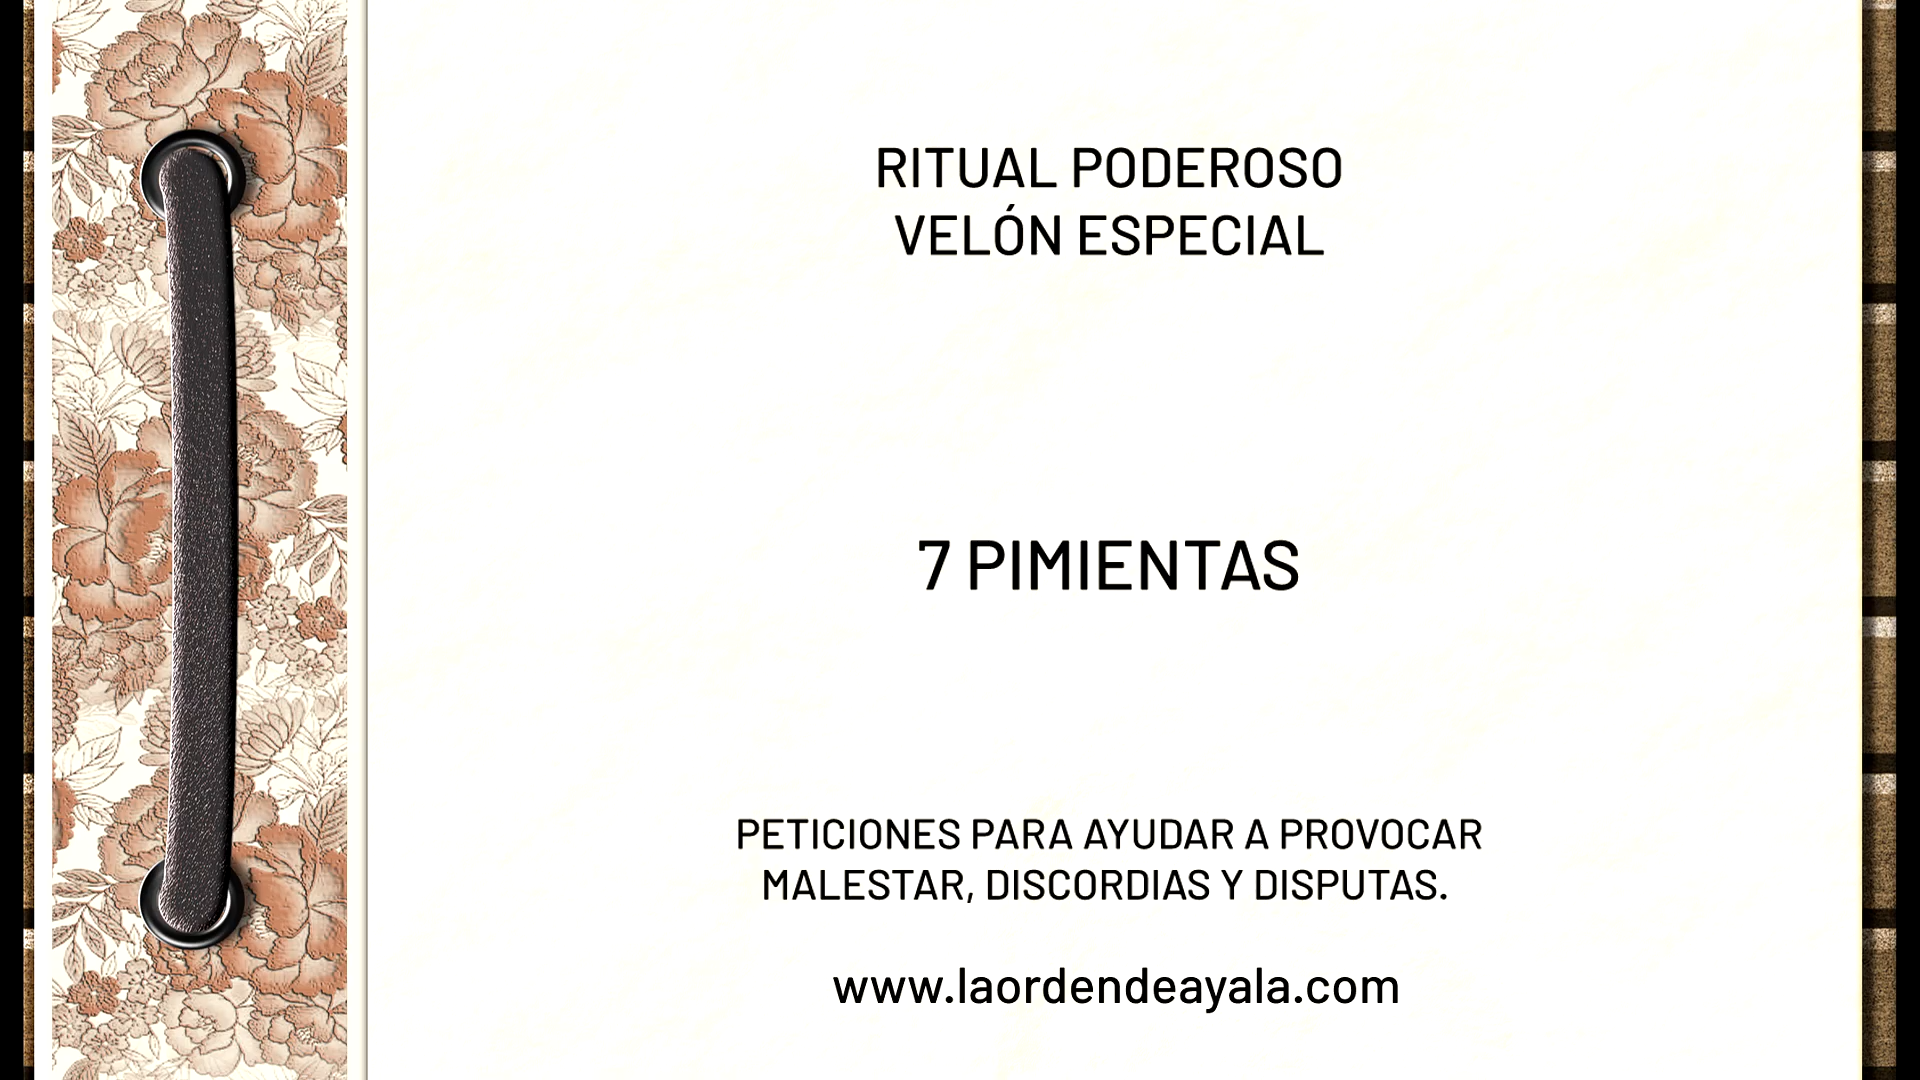 RITUAL PODEROSO
VELÓN ESPECIAL
7 PIMIENTAS
PETICIONES PARA AYUDAR A PROVOCAR
MALESTAR, DISCORDIAS Y DISPUTAS.
www.laordendeayala.com